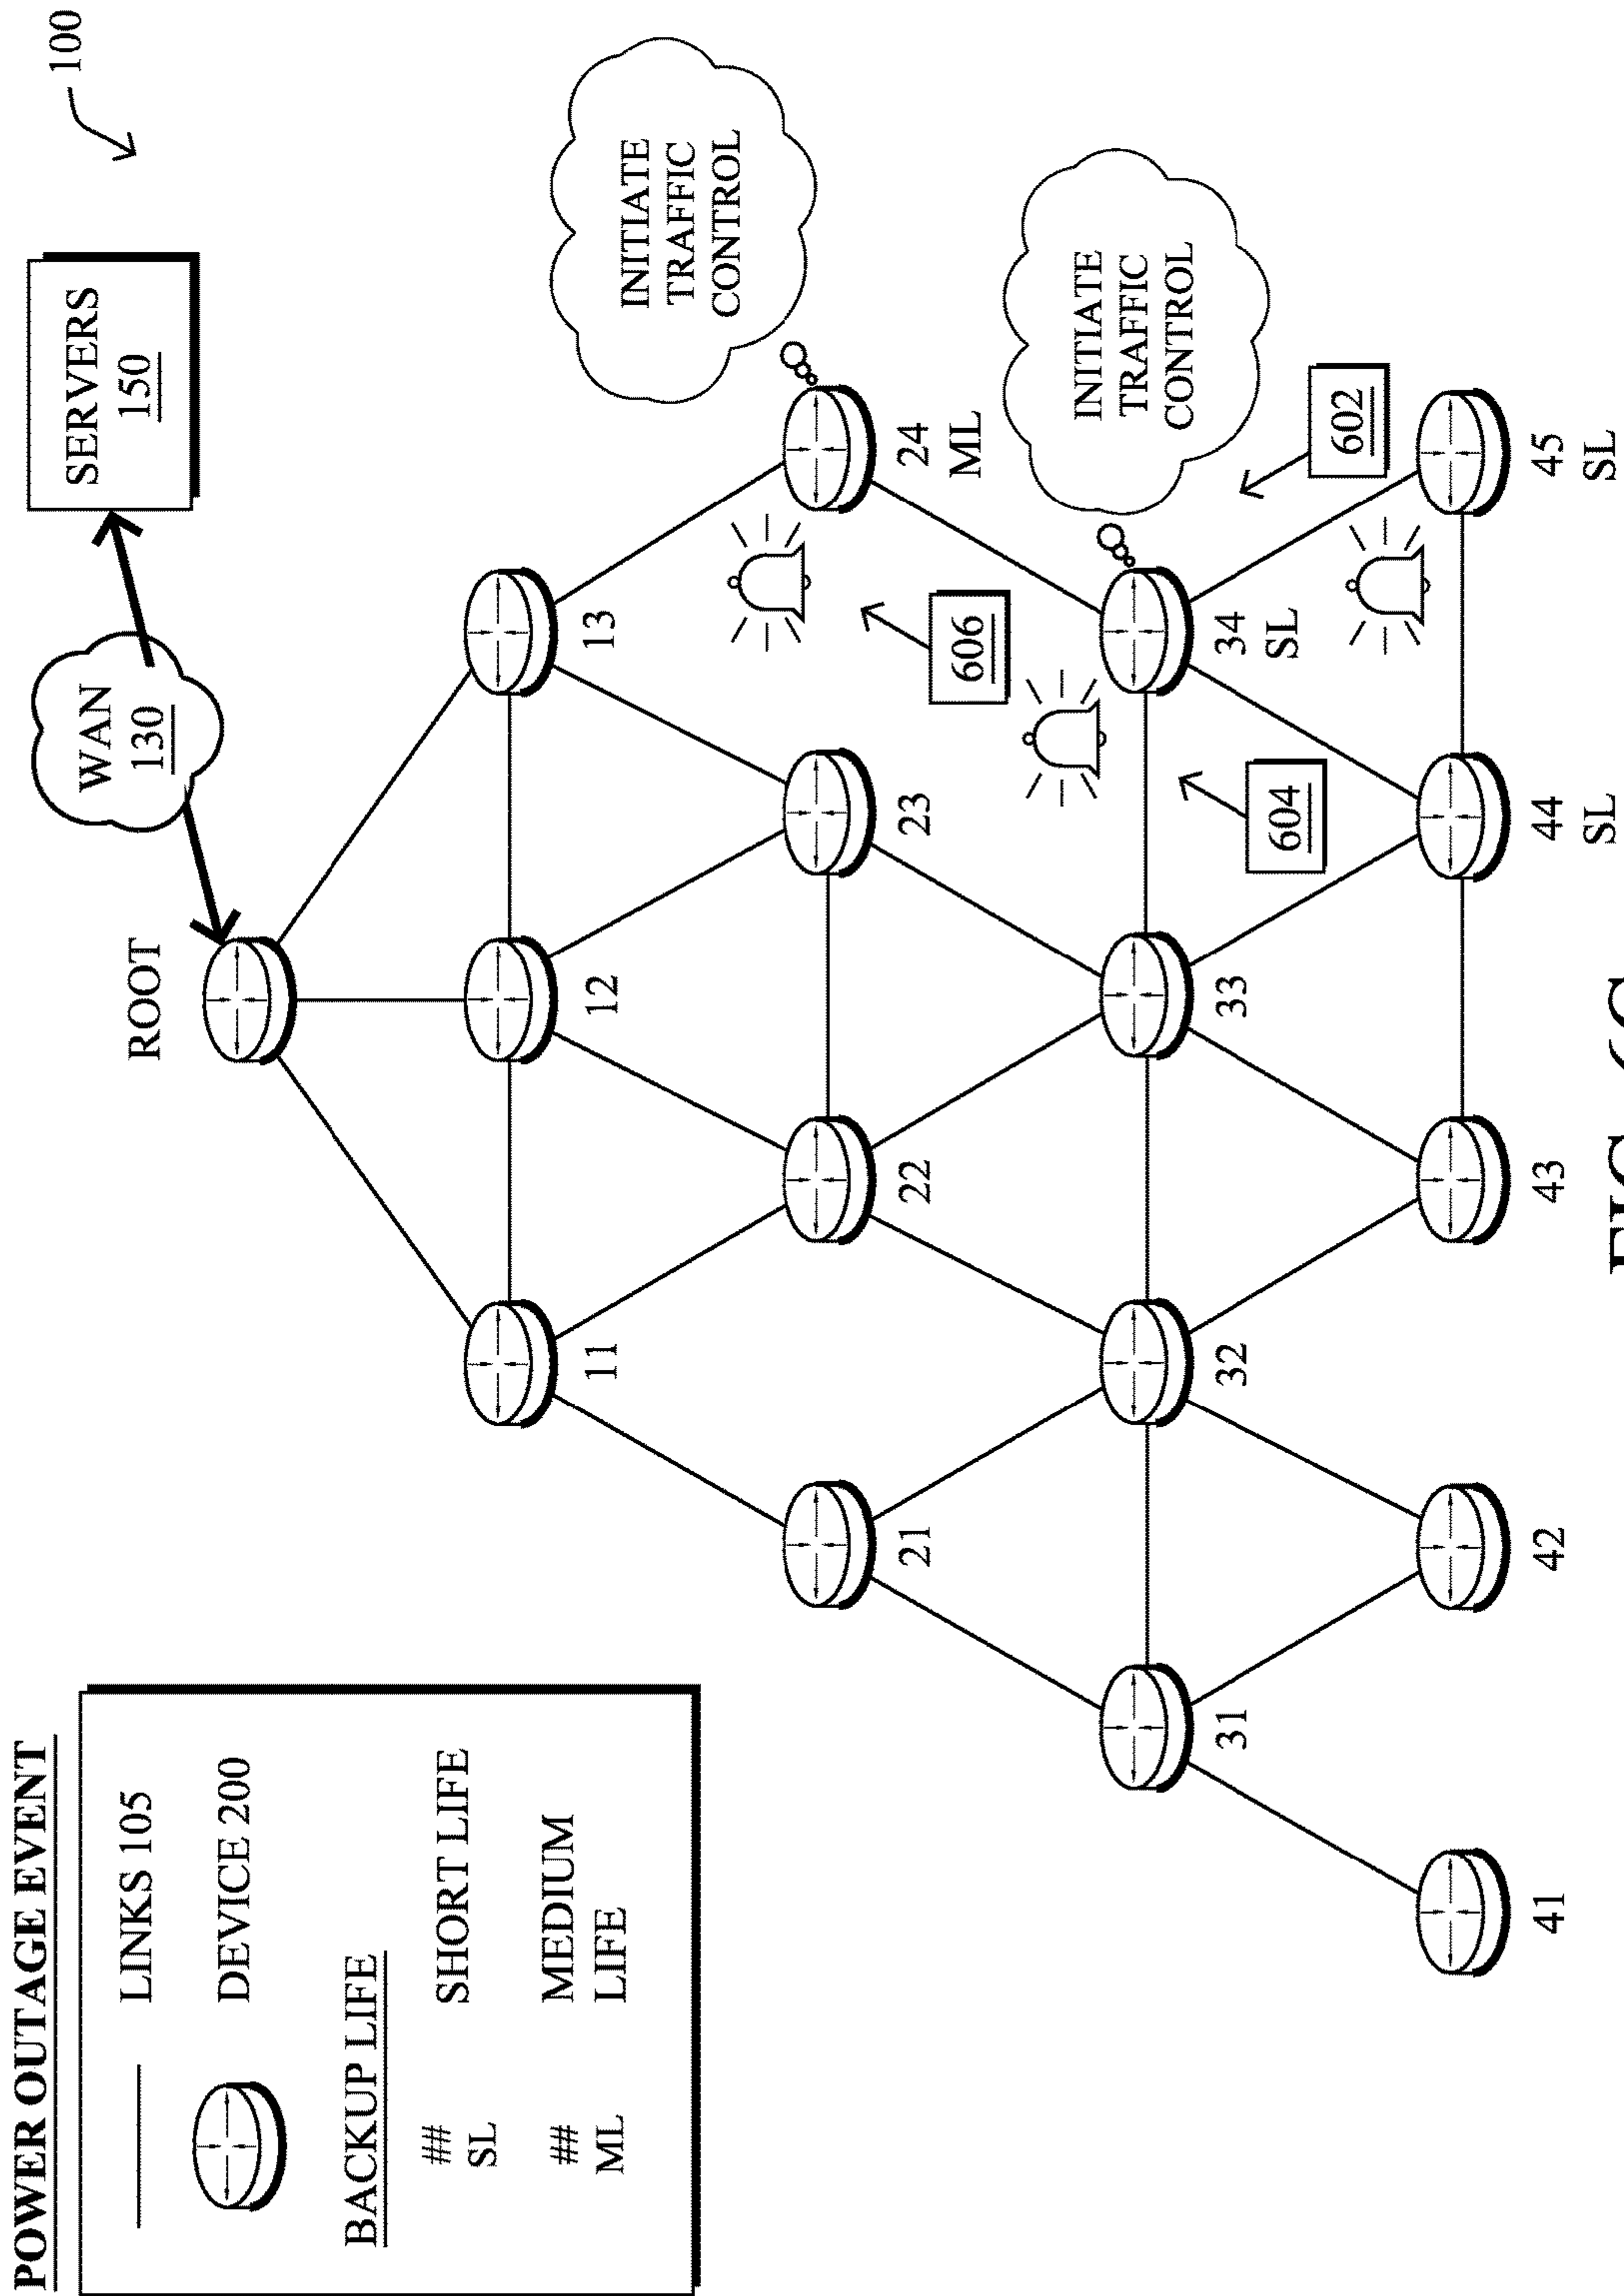 POWER OUTAGE EVENT
LINKS 105
DEVICE 200
BACKUP LIFE
##
SL
SHORT LIFE
##
ML
MEDIUM
LIFE
100
SERVERS
150
WAN
130
ROOT
11
12
13
INITIATE
TRAFFIC
CONTROL
21
22
23
24
ML
606
INITIATE
TRAFFIC
CONTROL
31
32
33
34
SL
604
602
41
42
43
44
SL
45
SL